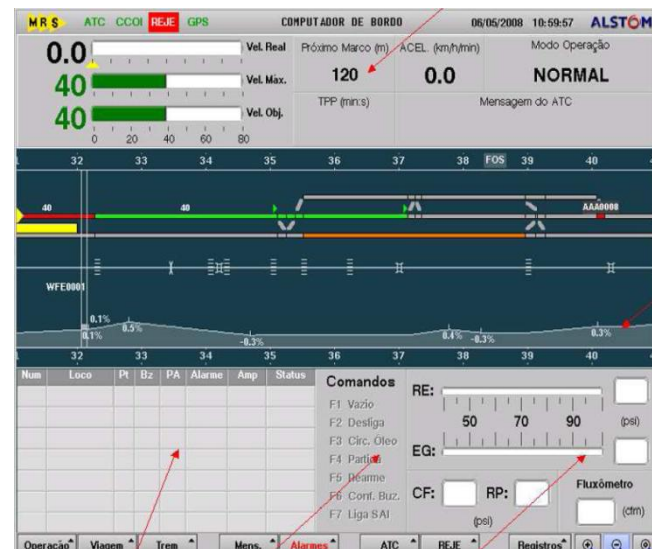 MRS ATC CCOI REJE GPS COMPUTADOR DE BORDO 06/05/2008 10:59:57 ALSTOM
0.0 Vel. Real
40 Vel. Máx.
40 Vel. Obj.
0 20 40 60 80
Próximo Marco (m) ACEL. (km/h/min) Modo Operação
120 0.0 NORMAL
TPP (min:s) Mensagem do ATC
32 33 34 35 36 37 38 FOS 39 40
40 40 AAA0008
WFE0001
0.1% 0.1% 0.5% -0.3% 0.4% -0.3% 0.3%
32 33 34 35 36 37 38 39 40
Num Loco Pt Bz PA Alarme Amp Status
Comandos
F1 Vazio
F2 Desliga
F3 Circ. Óleo
F4 Partida
F5 Rearme
F6 Conf. Buz.
F7 Liga SAI
RE:
50 70 90 (psi)
EG:
CF: RP: (psi)
Fluxômetro
(cfm)
Operação Viagem Trem Mens. Alarmes ATC REJE Registros